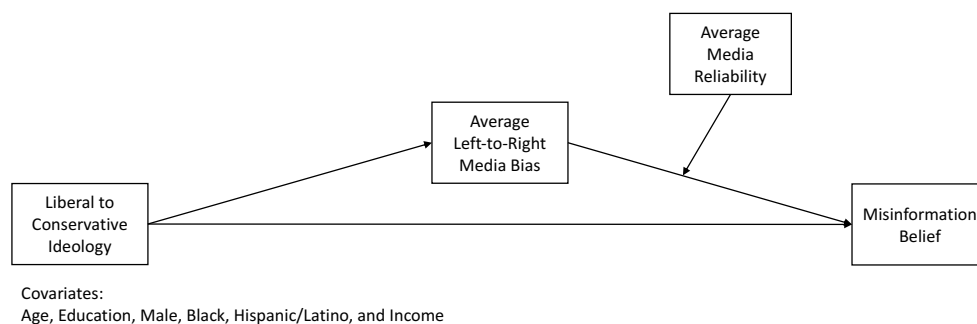 Average
Media
Reliability
Average
Left-to-Right
Media Bias
Liberal to
Conservative
Ideology
Misinformation
Belief
Covariates:
Age, Education, Male, Black, Hispanic/Latino, and Income